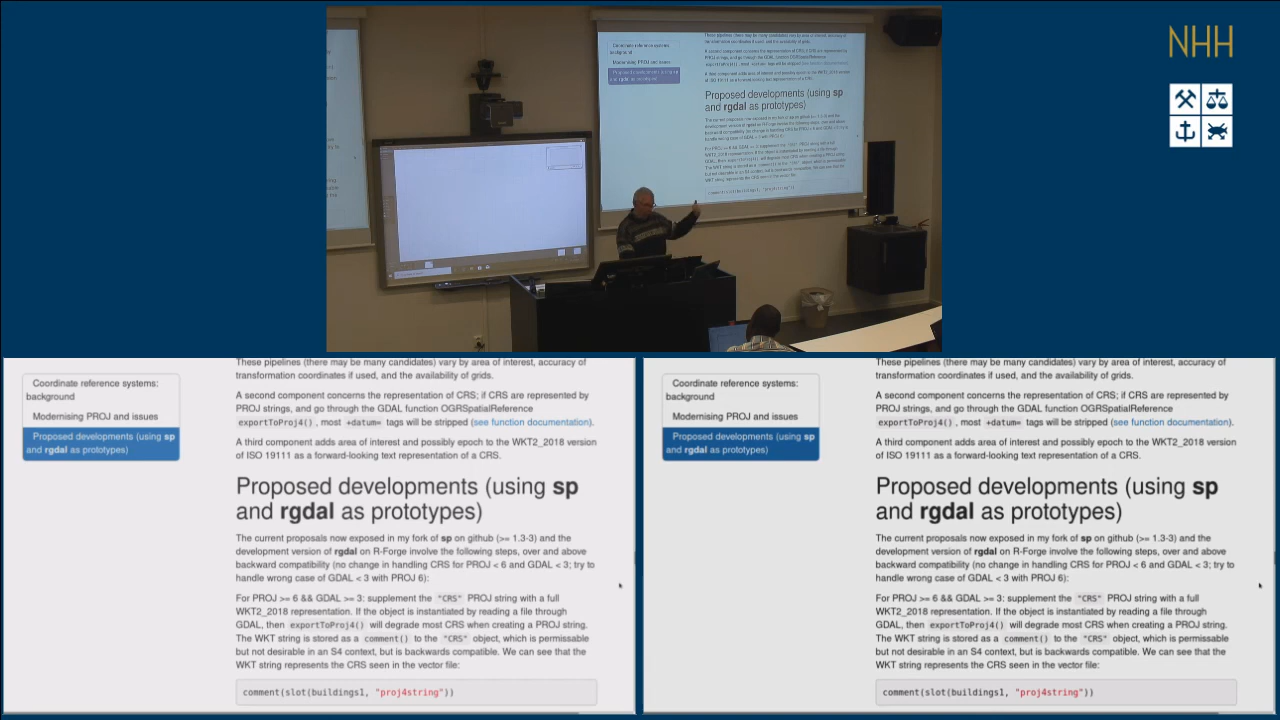 NHH
Coordinate reference systems:
background
Modernising PROJ and issues
Proposed developments (using sp
and rgdal as prototypes)
Proposed developments (using sp
and rgdal as prototypes)
These pipelines (there may be many candidates) vary by area of interest, accuracy of
transformation coordinates if used, and the availability of grids.
Coordinate reference systems:
background
Modernising PROJ and issues
Proposed developments (using sp
and rgdal as prototypes)
A second component concerns the representation of CRS; if CRS are represented by
PROJ strings, and go through the GDAL function OGRSpatialReference
exportToProj4(), most +datum= tags will be stripped (see function documentation).
A third component adds area of interest and possibly epoch to the WKT2_2018 version
of ISO 19111 as a forward-looking text representation of a CRS.
Proposed developments (using sp
and rgdal as prototypes)
The current proposals now exposed in my fork of sp on github (>= 1.3-3) and the
development version of rgdal on R-Forge involve the following steps, over and above
backward compatibility (no change in handling CRS for PROJ < 6 and GDAL < 3; try to
handle wrong case of GDAL < 3 with PROJ 6):
For PROJ >= 6 && GDAL >= 3: supplement the "CRS" PROJ string with a full
WKT2_2018 representation. If the object is instantiated by reading a file through
GDAL, then exportToProj4() will degrade most CRS when creating a PROJ string.
The WKT string is stored as a comment() to the "CRS" object, which is permissable
but not desirable in an S4 context, but is backwards compatible. We can see that the
WKT string represents the CRS seen in the vector file:
comment(slot(buildings1, "proj4string"))
These pipelines (there may be many candidates) vary by area of interest, accuracy of
transformation coordinates if used, and the availability of grids.
Coordinate reference systems:
background
Modernising PROJ and issues
Proposed developments (using sp
and rgdal as prototypes)
A second component concerns the representation of CRS; if CRS are represented by
PROJ strings, and go through the GDAL function OGRSpatialReference
exportToProj4(), most +datum= tags will be stripped (see function documentation).
A third component adds area of interest and possibly epoch to the WKT2_2018 version
of ISO 19111 as a forward-looking text representation of a CRS.
Proposed developments (using sp
and rgdal as prototypes)
The current proposals now exposed in my fork of sp on github (>= 1.3-3) and the
development version of rgdal on R-Forge involve the following steps, over and above
backward compatibility (no change in handling CRS for PROJ < 6 and GDAL < 3; try to
handle wrong case of GDAL < 3 with PROJ 6):
For PROJ >= 6 && GDAL >= 3: supplement the "CRS" PROJ string with a full
WKT2_2018 representation. If the object is instantiated by reading a file through
GDAL, then exportToProj4() will degrade most CRS when creating a PROJ string.
The WKT string is stored as a comment() to the "CRS" object, which is permissable
but not desirable in an S4 context, but is backwards compatible. We can see that the
WKT string represents the CRS seen in the vector file:
comment(slot(buildings1, "proj4string"))